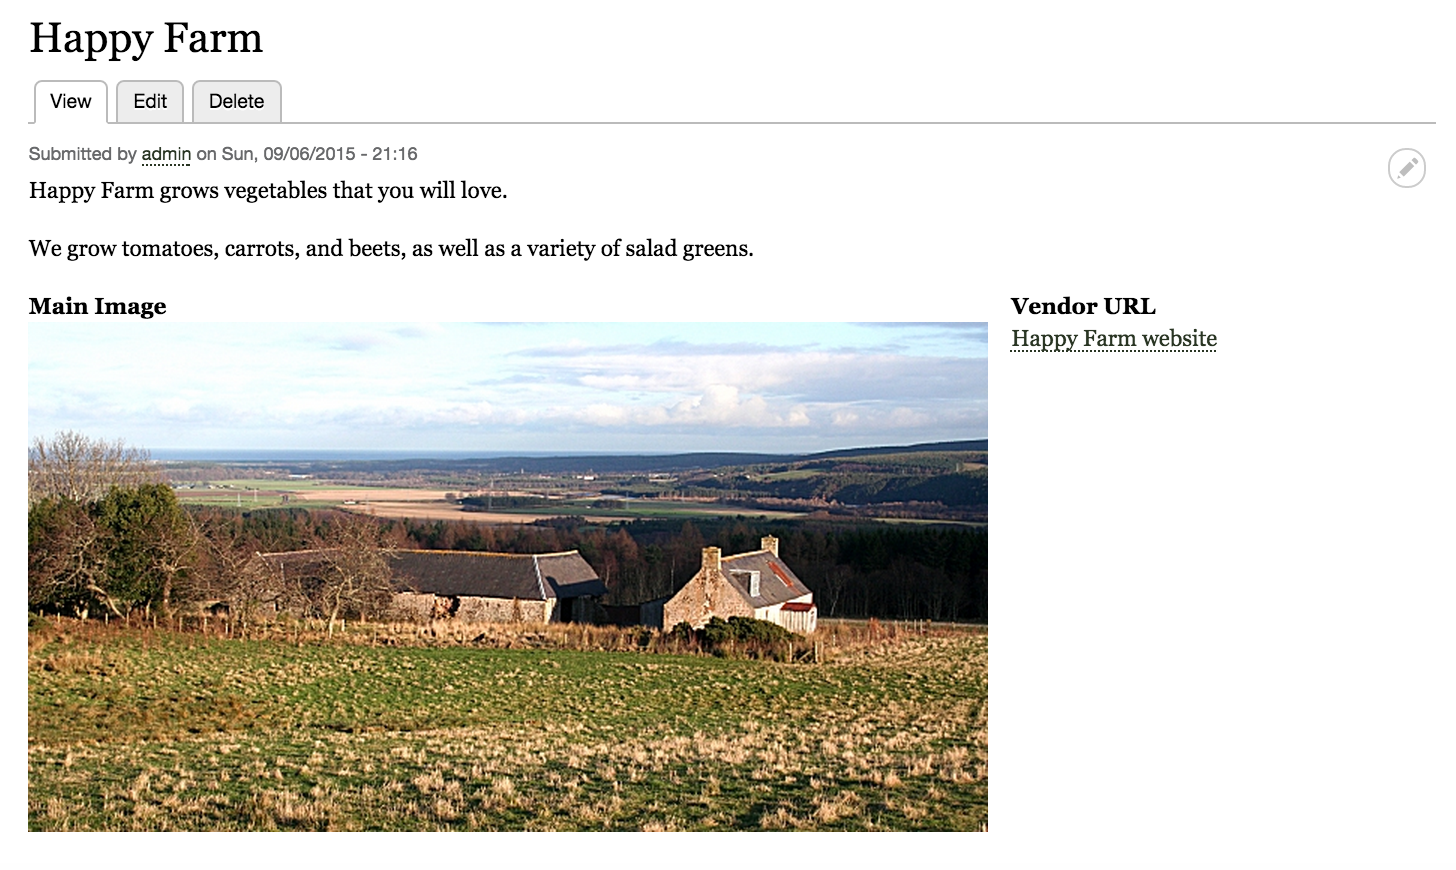 Happy Farm
View Edit Delete
Submitted by admin on Sun, 09/06/2015 - 21:16
Happy Farm grows vegetables that you will love.
We grow tomatoes, carrots, and beets, as well as a variety of salad greens.
Main Image
Vendor URL
Happy Farm website